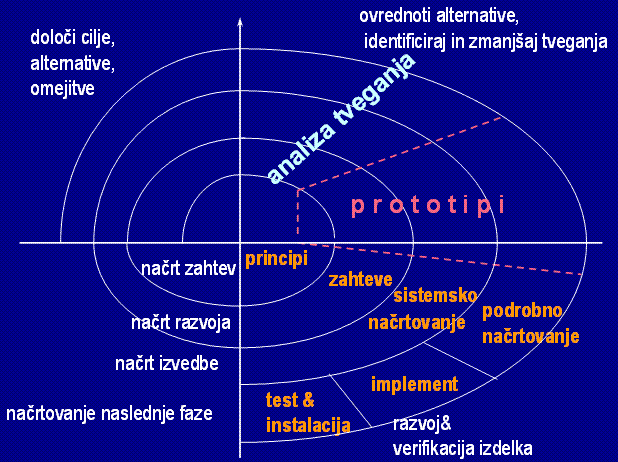 določi cilje,
alternative,
omejitve
ovrednoti alternative,
identificiraj in zmanjšaj tveganja
analiza tveganja
prototipi
principi
načrt zahtev
zahteve
sistemsko
načrtovanje
podrobno
načrtovanje
načrt razvoja
načrt izvedbe
implement
test &
instalacija
načrtovanje naslednje faze
razvoj&
verifikacija izdelka